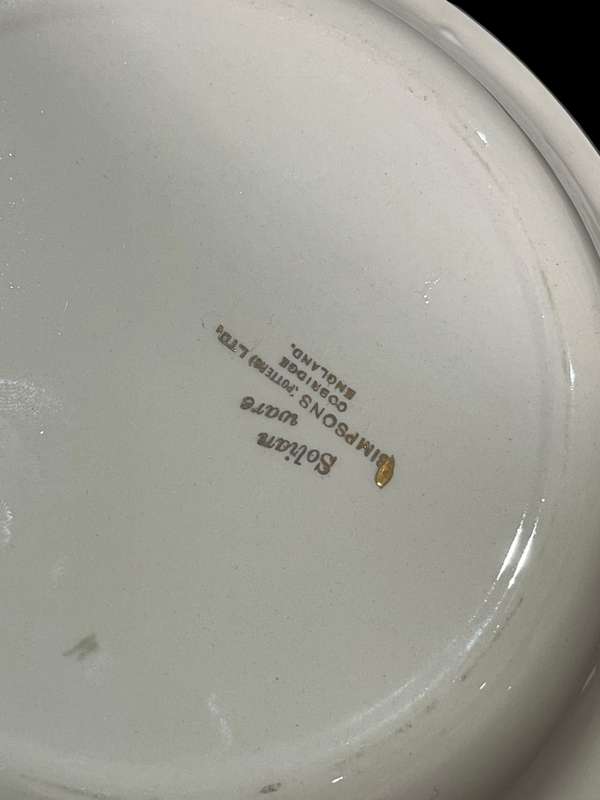 Solian
ware
SIMPSONS (POTTERS) LTD.
COBRIDGE
ENGLAND.